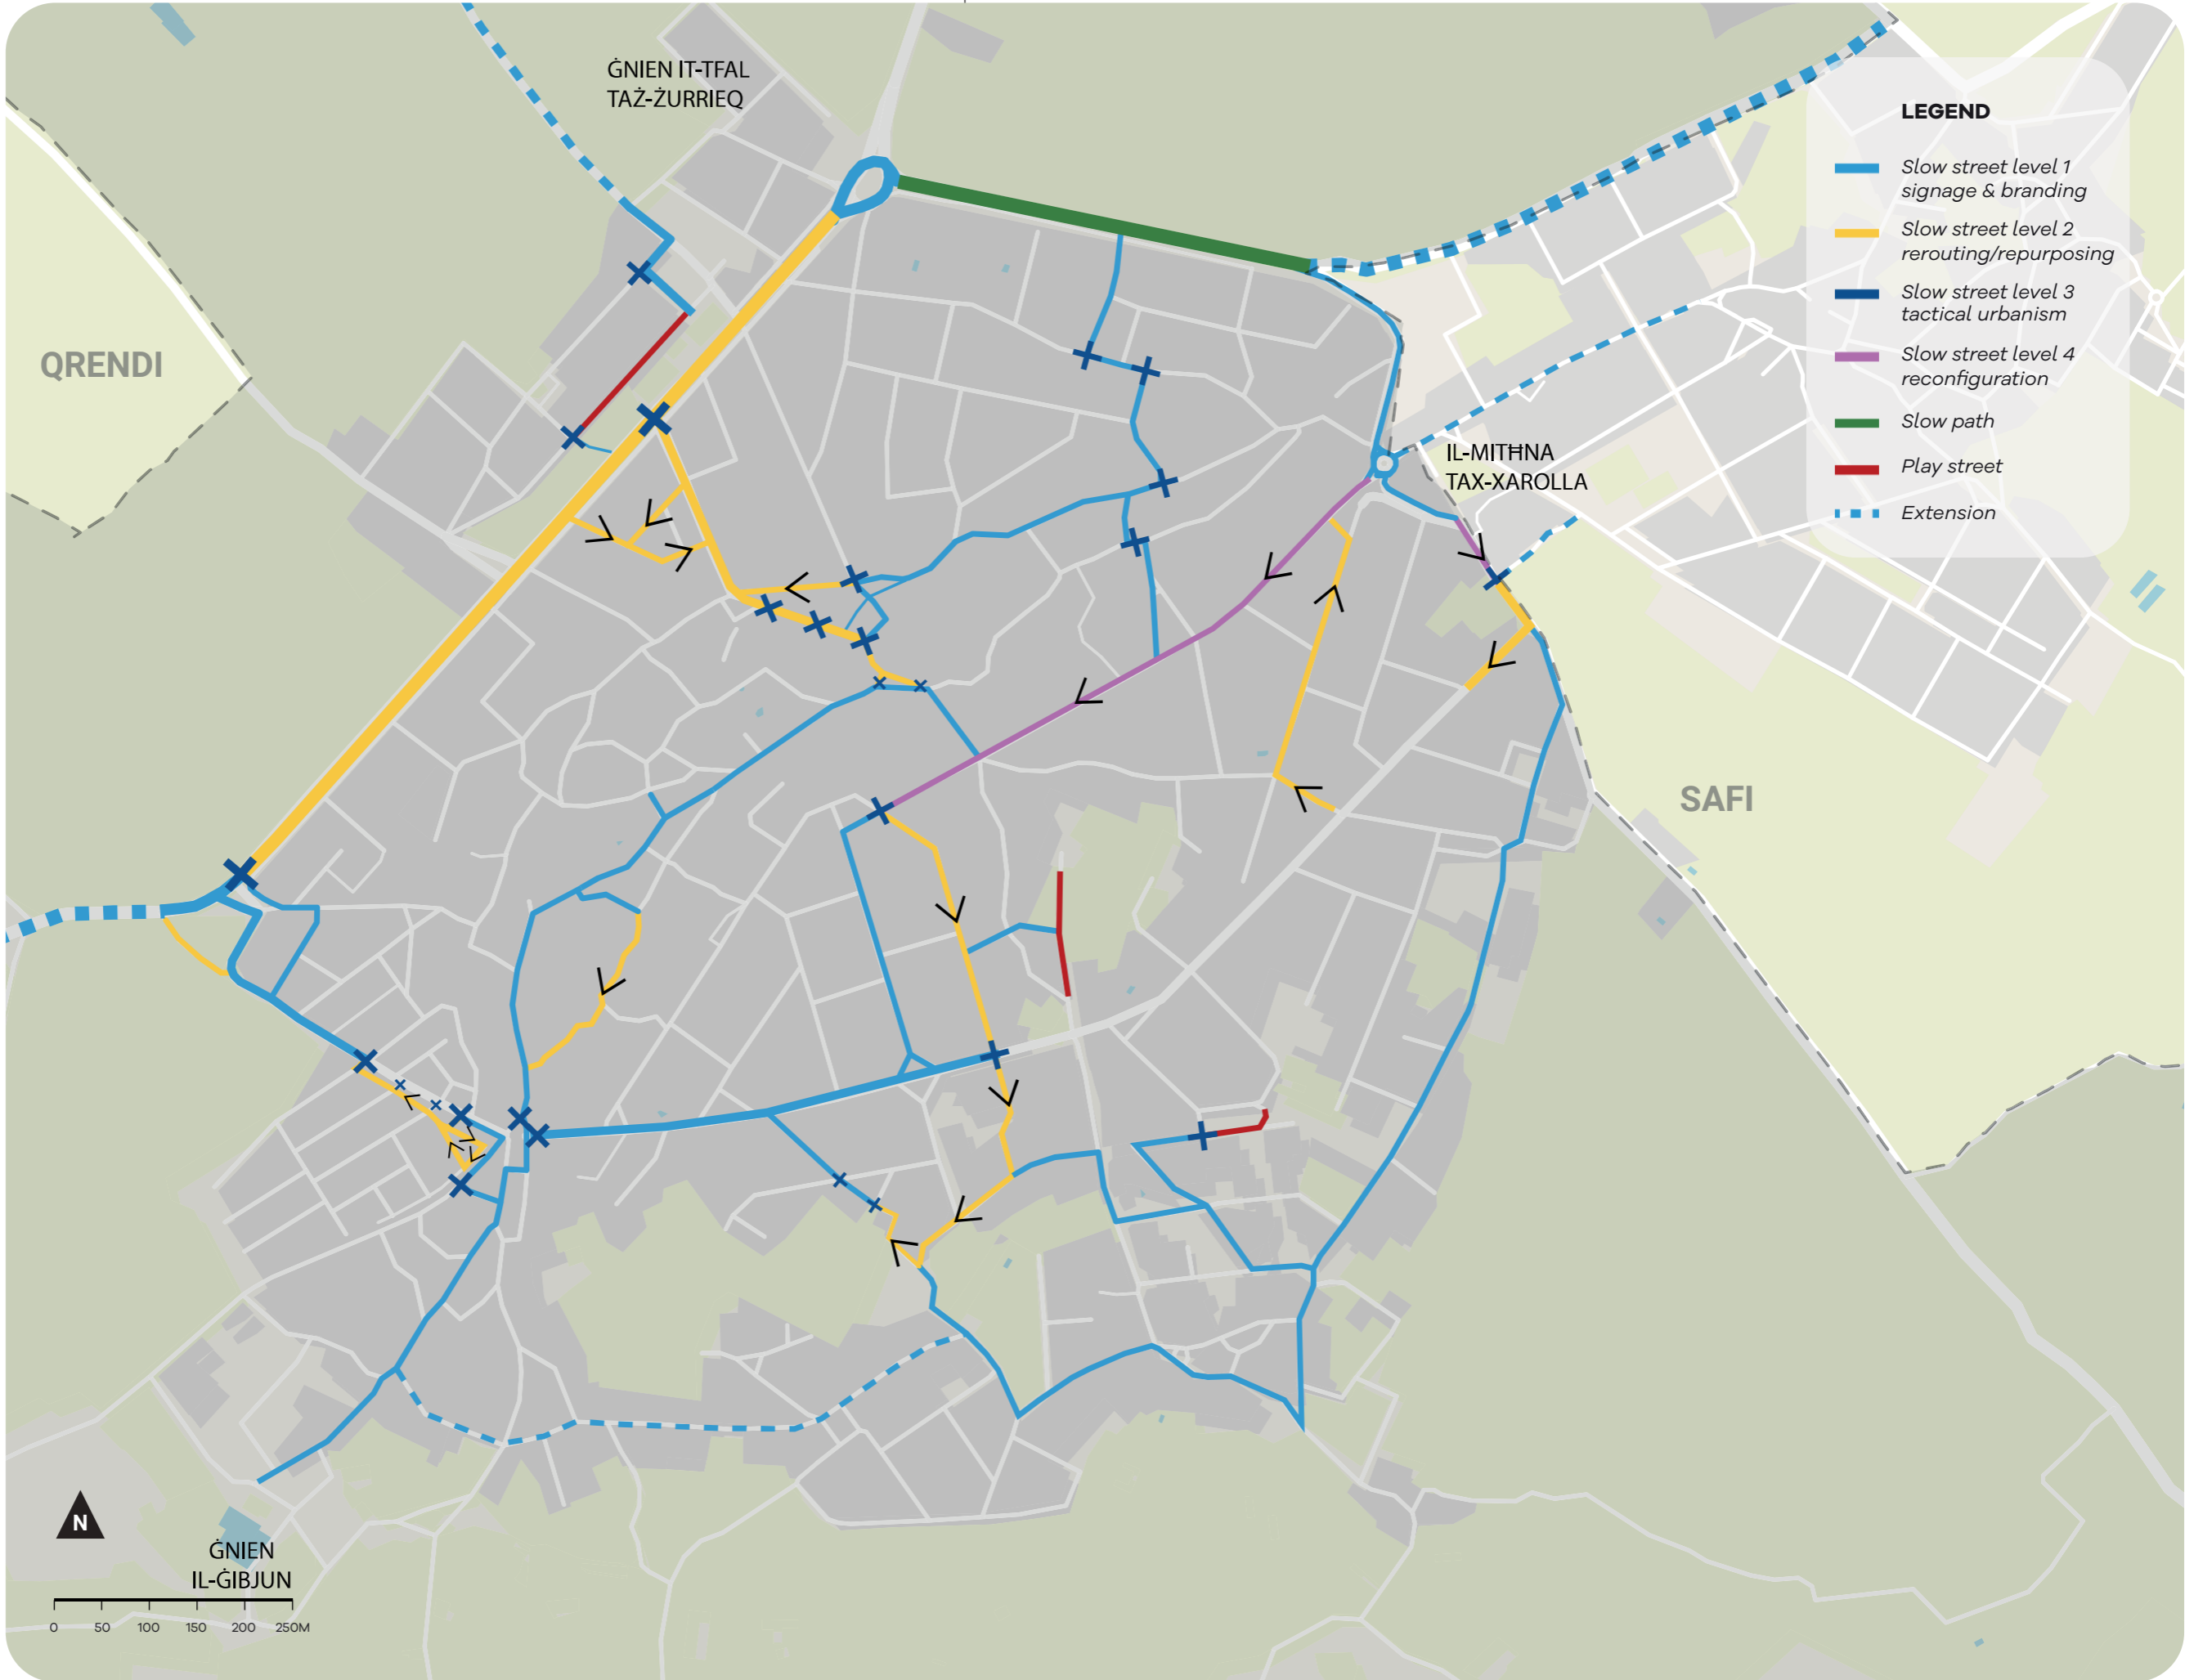 ĠNIEN IT-TFAL
TAŻ-ŻURRIEQ
LEGEND
Slow street level 1
signage & branding
Slow street level 2
rerouting/repurposing
Slow street level 3
tactical urbanism
Slow street level 4
reconfiguration
Slow path
Play street
Extension
QRENDI
IL-MITĦNA
TAX-XAROLLA
SAFI
N
ĠNIEN
IL-ĠIBJUN
0 50 100 150 200 250M